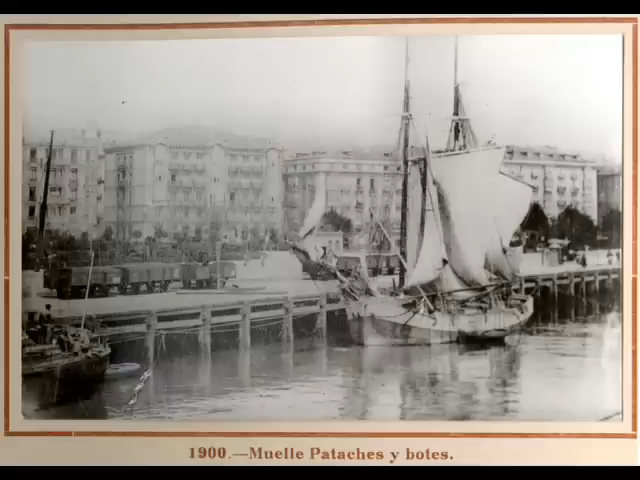 1900.—Muelle Pataches y botes.